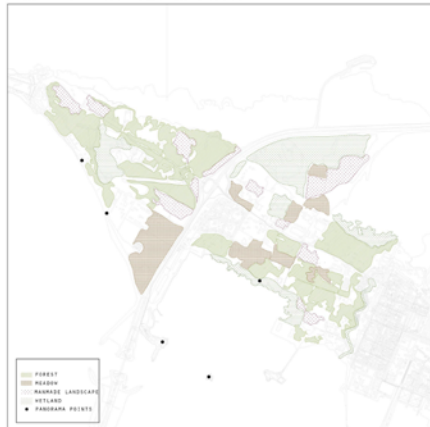 FOREST
MEADOW
MANMADE LANDSCAPE
WETLAND
PANORAMA POINTS